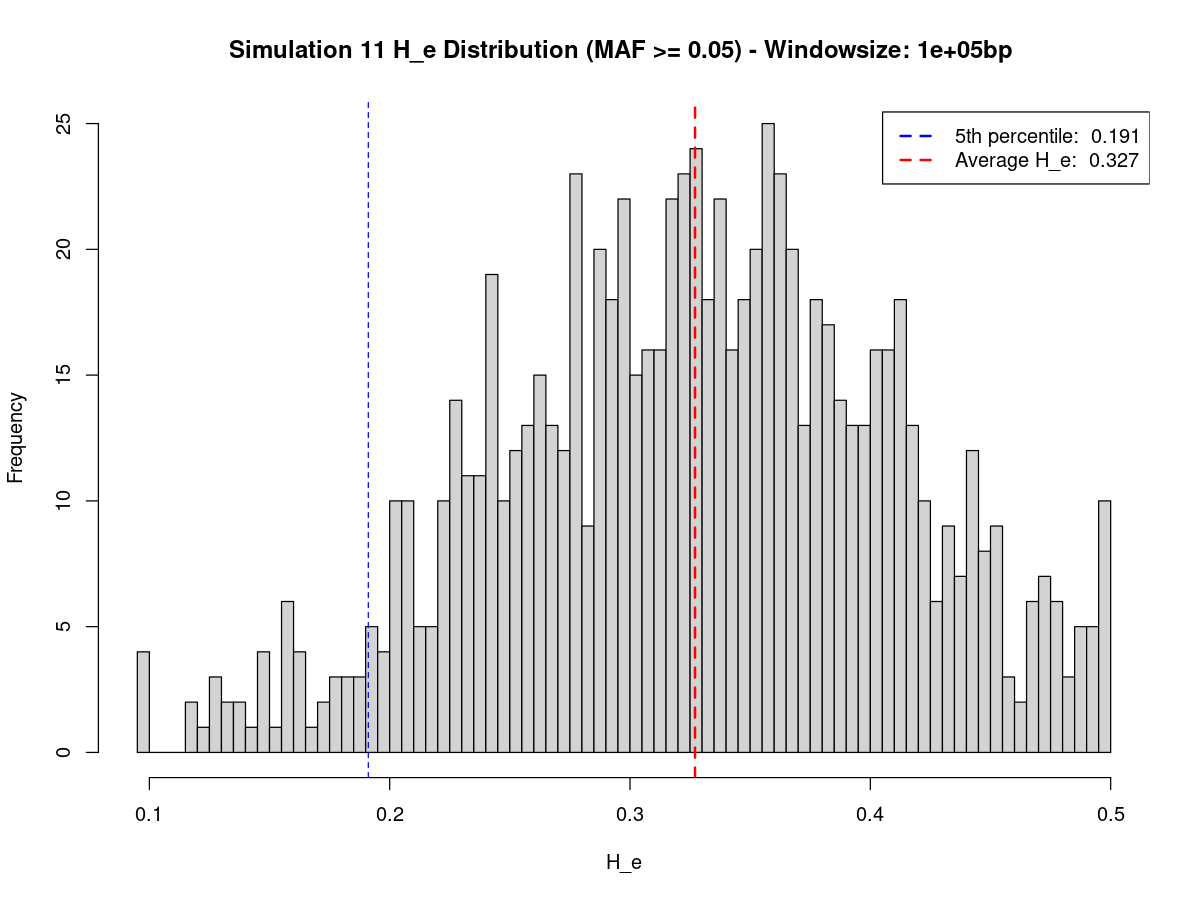 Simulation 11 H_e Distribution (MAF >= 0.05) - Windowsize: 1e+05bp
5th percentile:  0.191
Average H_e:  0.327
Frequency
25
20
15
10
5
0
0.1 0.2 0.3 0.4 0.5
H_e